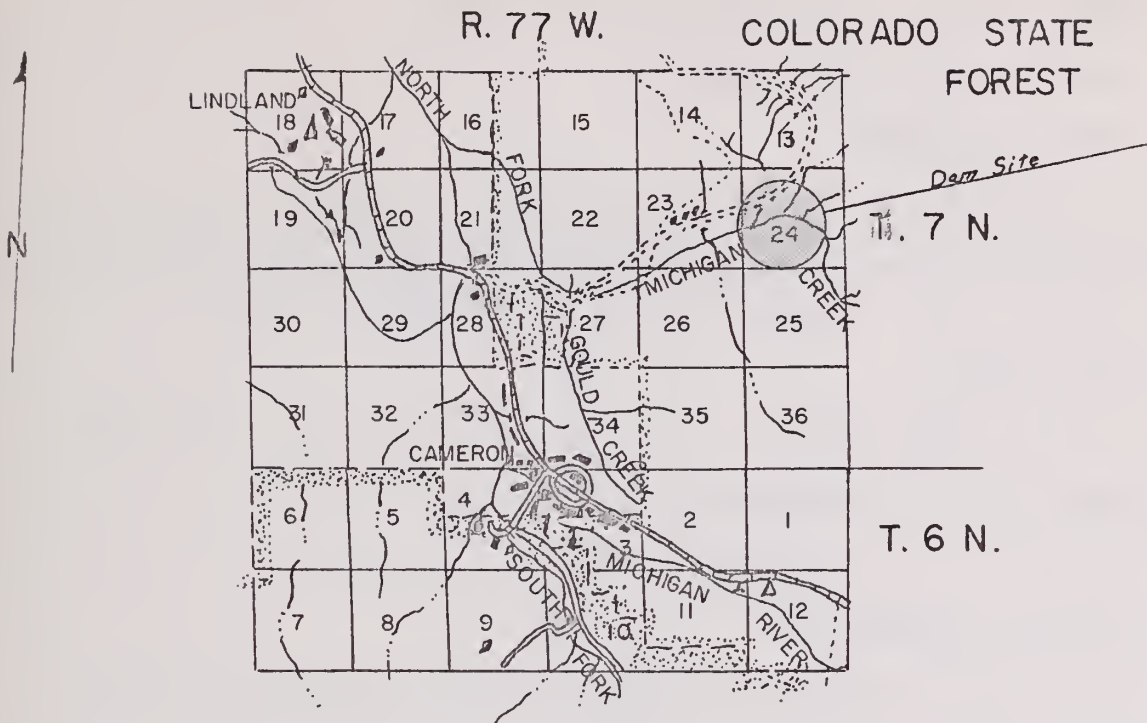 R. 77 W.
COLORADO STATE
FOREST
N
LINDLAND
18 17 16 15 14 13
NORTH
FORK
Dam Site
19 20 21 22 23 24
T. 7 N.
MICHIGAN
CREEK
30 29 28 27 26 25
GOULD
CREEK
31 32 33 34 35 36
CAMERON
6 5 4 3 2 1
T. 6 N.
MICHIGAN
RIVER
SOUTH
FORK
7 8 9 10 11 12